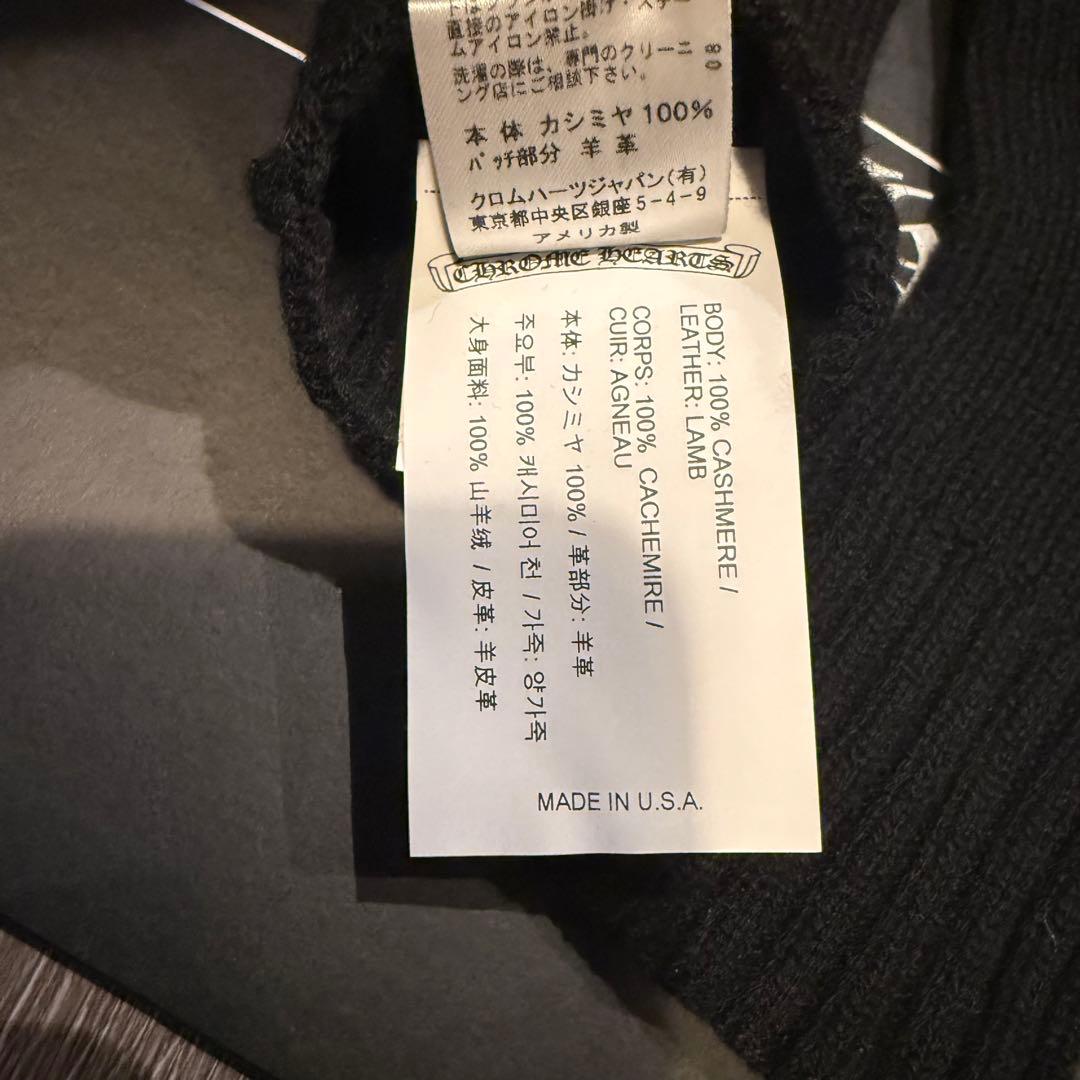 直接のアイロン掛け・スチー
ムアイロン禁止。
洗濯の際は、専門のクリーニ
ング店にご相談下さい。
80
本体 カシミヤ 100%
パッチ部分 羊革
クロムハーツジャパン(有)
東京都中央区銀座5-4-9
アメリカ製
CHROME HEARTS
BODY: 100% CASHMERE /
LEATHER: LAMB
CORPS: 100% CACHEMIRE /
CUIR: AGNEAU
本体: カシミヤ 100% / 革部分: 羊革
주요부: 100% 캐시미어 천 / 가죽: 양가죽
大身面料: 100% 山羊绒 / 皮革: 羊皮革
MADE IN U.S.A.